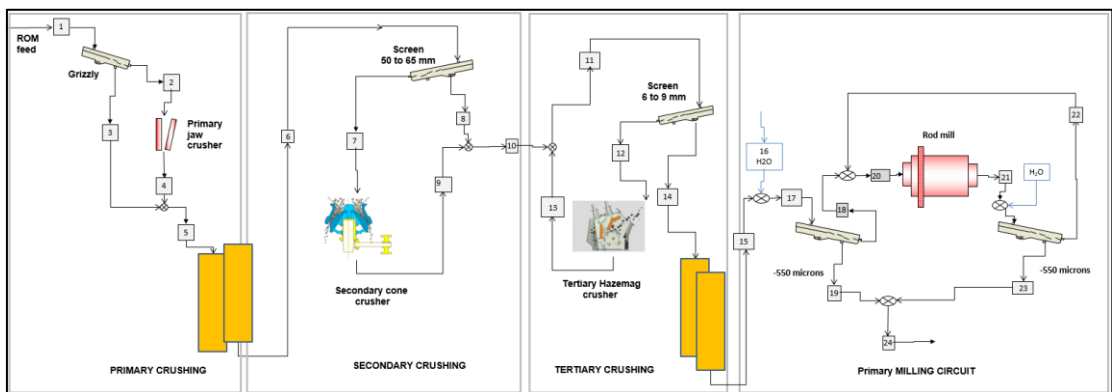 1
ROM
feed
Grizzly
2
3
Primary
jaw
crusher
4
5
PRIMARY CRUSHING
6
Screen
50 to 65 mm
7
8
9
10
Secondary cone
crusher
SECONDARY CRUSHING
11
Screen
6 to 9 mm
12
13
14
Tertiary Hazemag
crusher
TERTIARY CRUSHING
15
16
H2O
17
18
-550 microns
19
20
Rod mill
21
H2O
22
-550 microns
23
24
Primary MILLING CIRCUIT